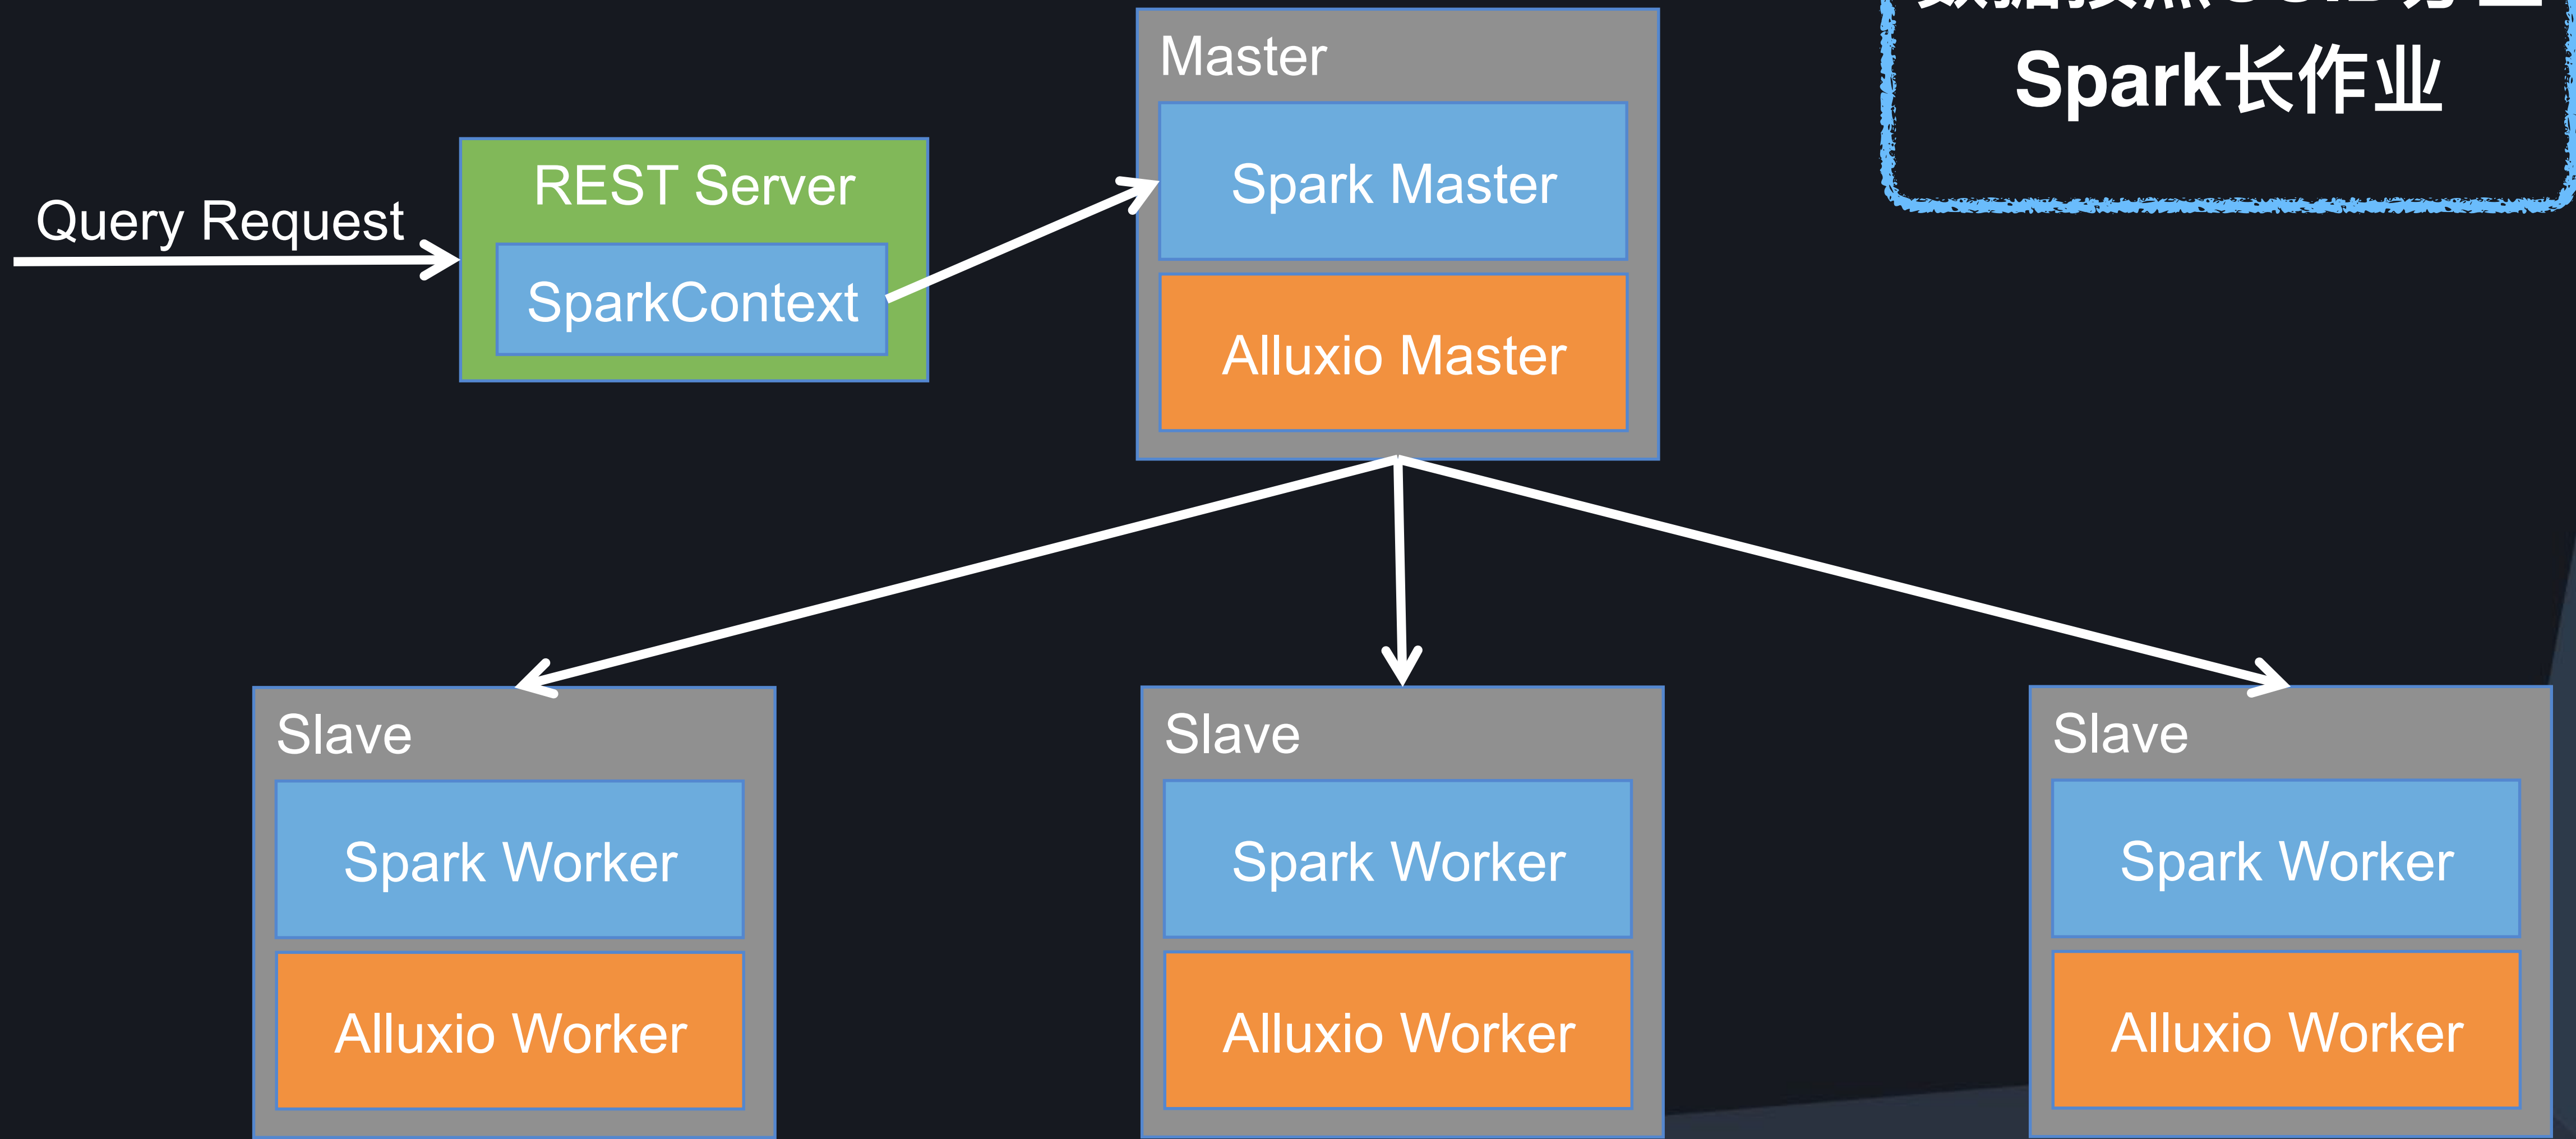 Spark长作业
Master
Spark Master
Alluxio Master
REST Server
SparkContext
Query Request
Slave
Spark Worker
Alluxio Worker
Slave
Spark Worker
Alluxio Worker
Slave
Spark Worker
Alluxio Worker